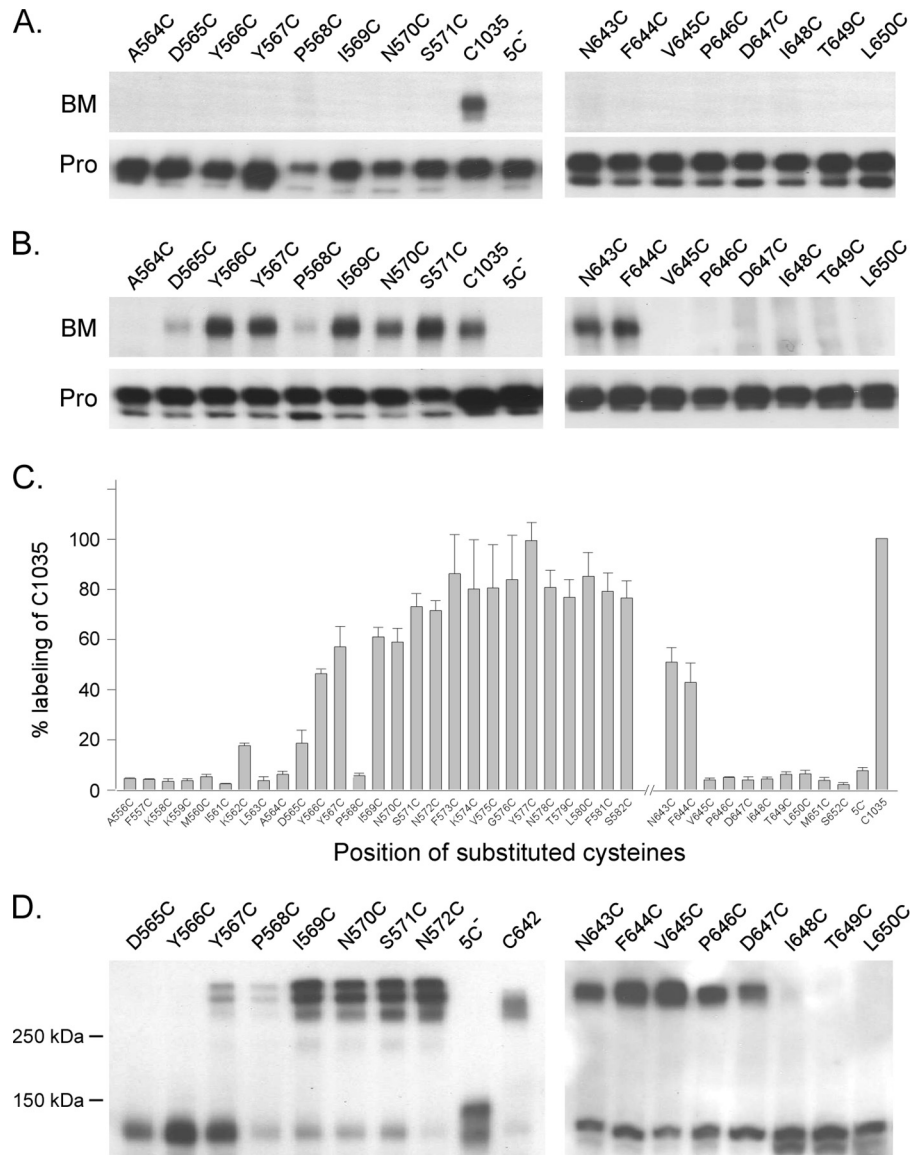 A.
A564C D565C Y566C Y567C P568C I569C N570C S571C C1035 5C⁻ N643C F644C V645C P646C D647C I648C T649C L650C
BM
Pro
B.
A564C D565C Y566C Y567C P568C I569C N570C S571C C1035 5C⁻ N643C F644C V645C P646C D647C I648C T649C L650C
BM
Pro
C.
% labeling of C1035
100
80
60
40
20
0
A556C F557C K558C K559C M560C I561C K562C L563C A564C D565C Y566C Y567C P568C I569C N570C S571C N572C F573C K574C V575C G576C Y577C N578C T579C L580C F581C S582C // N643C F644C V645C P646C D647C I648C T649C L650C M651C S652C 5C⁻ C1035
Position of substituted cysteines
D.
D565C Y566C Y567C P568C I569C N570C S571C N572C 5C⁻ C642 N643C F644C V645C P646C D647C I648C T649C L650C
250 kDa
150 kDa